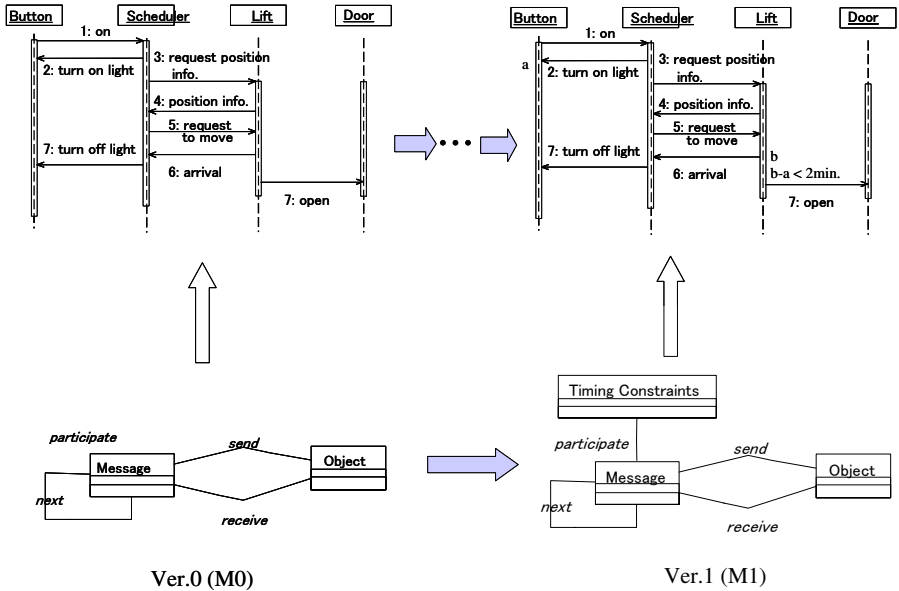 Button
Scheduler
Lift
Door
1: on
2: turn on light
3: request position
info.
4: position info.
5: request
to move
7: turn off light
6: arrival
7: open
• • •
Button
Scheduler
Lift
Door
1: on
a
2: turn on light
3: request position
info.
4: position info.
5: request
to move
7: turn off light
b
6: arrival
b-a < 2min.
7: open
participate
Message
send
Object
next
receive
Ver.0 (M0)
Timing Constraints
participate
Message
send
Object
next
receive
Ver.1 (M1)